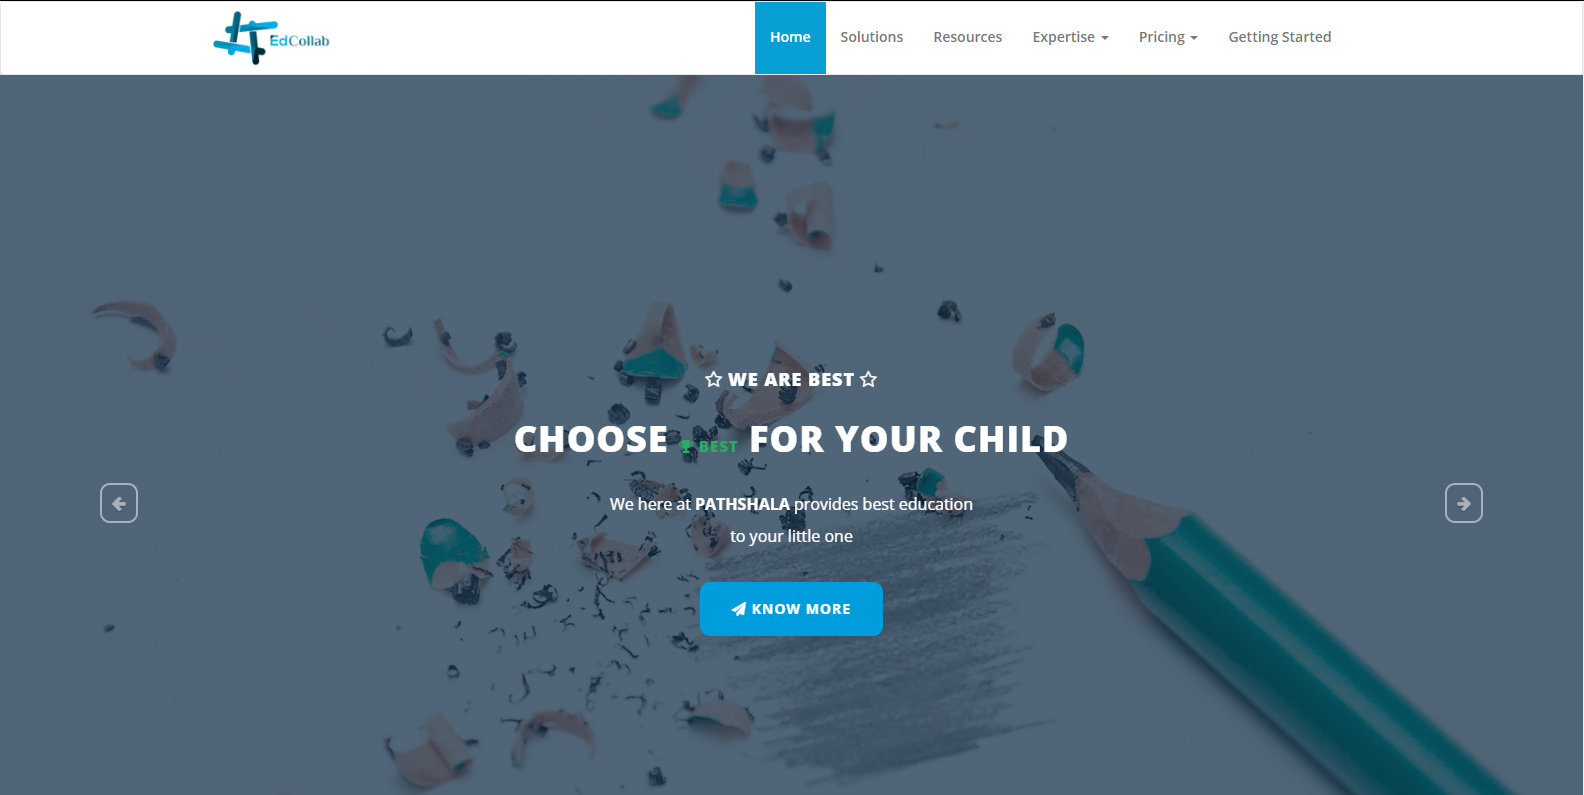 EdCollab
Home Solutions Resources Expertise Pricing Getting Started
WE ARE BEST
CHOOSE BEST FOR YOUR CHILD
We here at PATHSHALA provides best education
to your little one
KNOW MORE